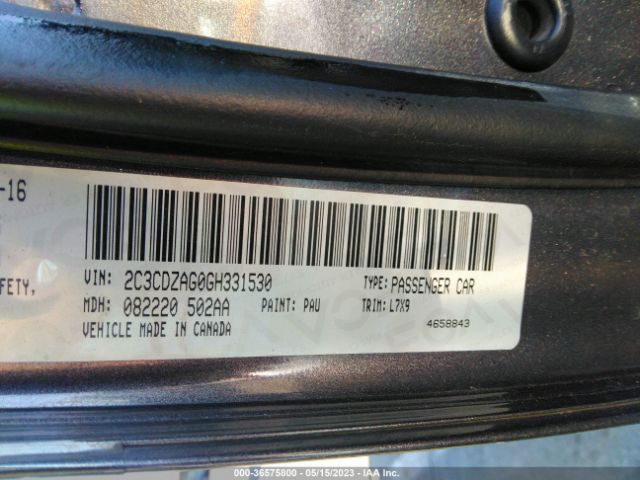 -16
FETY,
VIN: 2C3CDZAG0GH331530 TYPE: PASSENGER CAR
MDH: 082220 502AA PAINT: PAU TRIM: L7X9
VEHICLE MADE IN CANADA 4658843
000-36575800 - 05/15/2023 - IAA Inc.